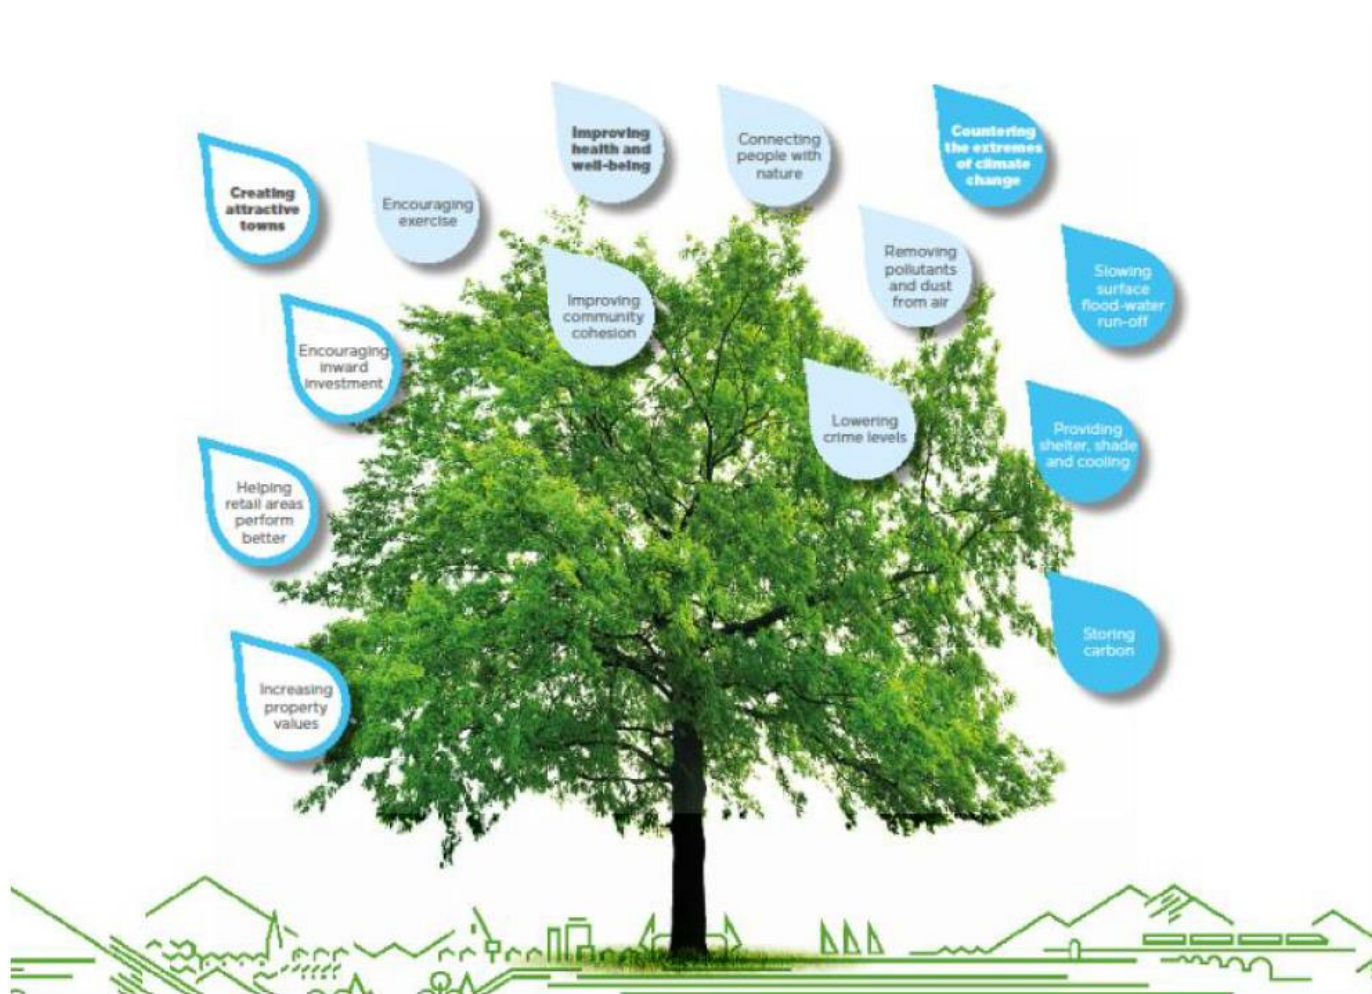 Creating
attractive
towns
Encouraging
exercise
Improving
health and
well-being
Connecting
people with
nature
Countering
the extremes
of climate
change
Removing
pollutants
and dust
from air
Slowing
surface
flood-water
run-off
Improving
community
cohesion
Encouraging
inward
investment
Lowering
crime levels
Providing
shelter, shade
and cooling
Helping
retail areas
perform
better
Storing
carbon
Increasing
property
values